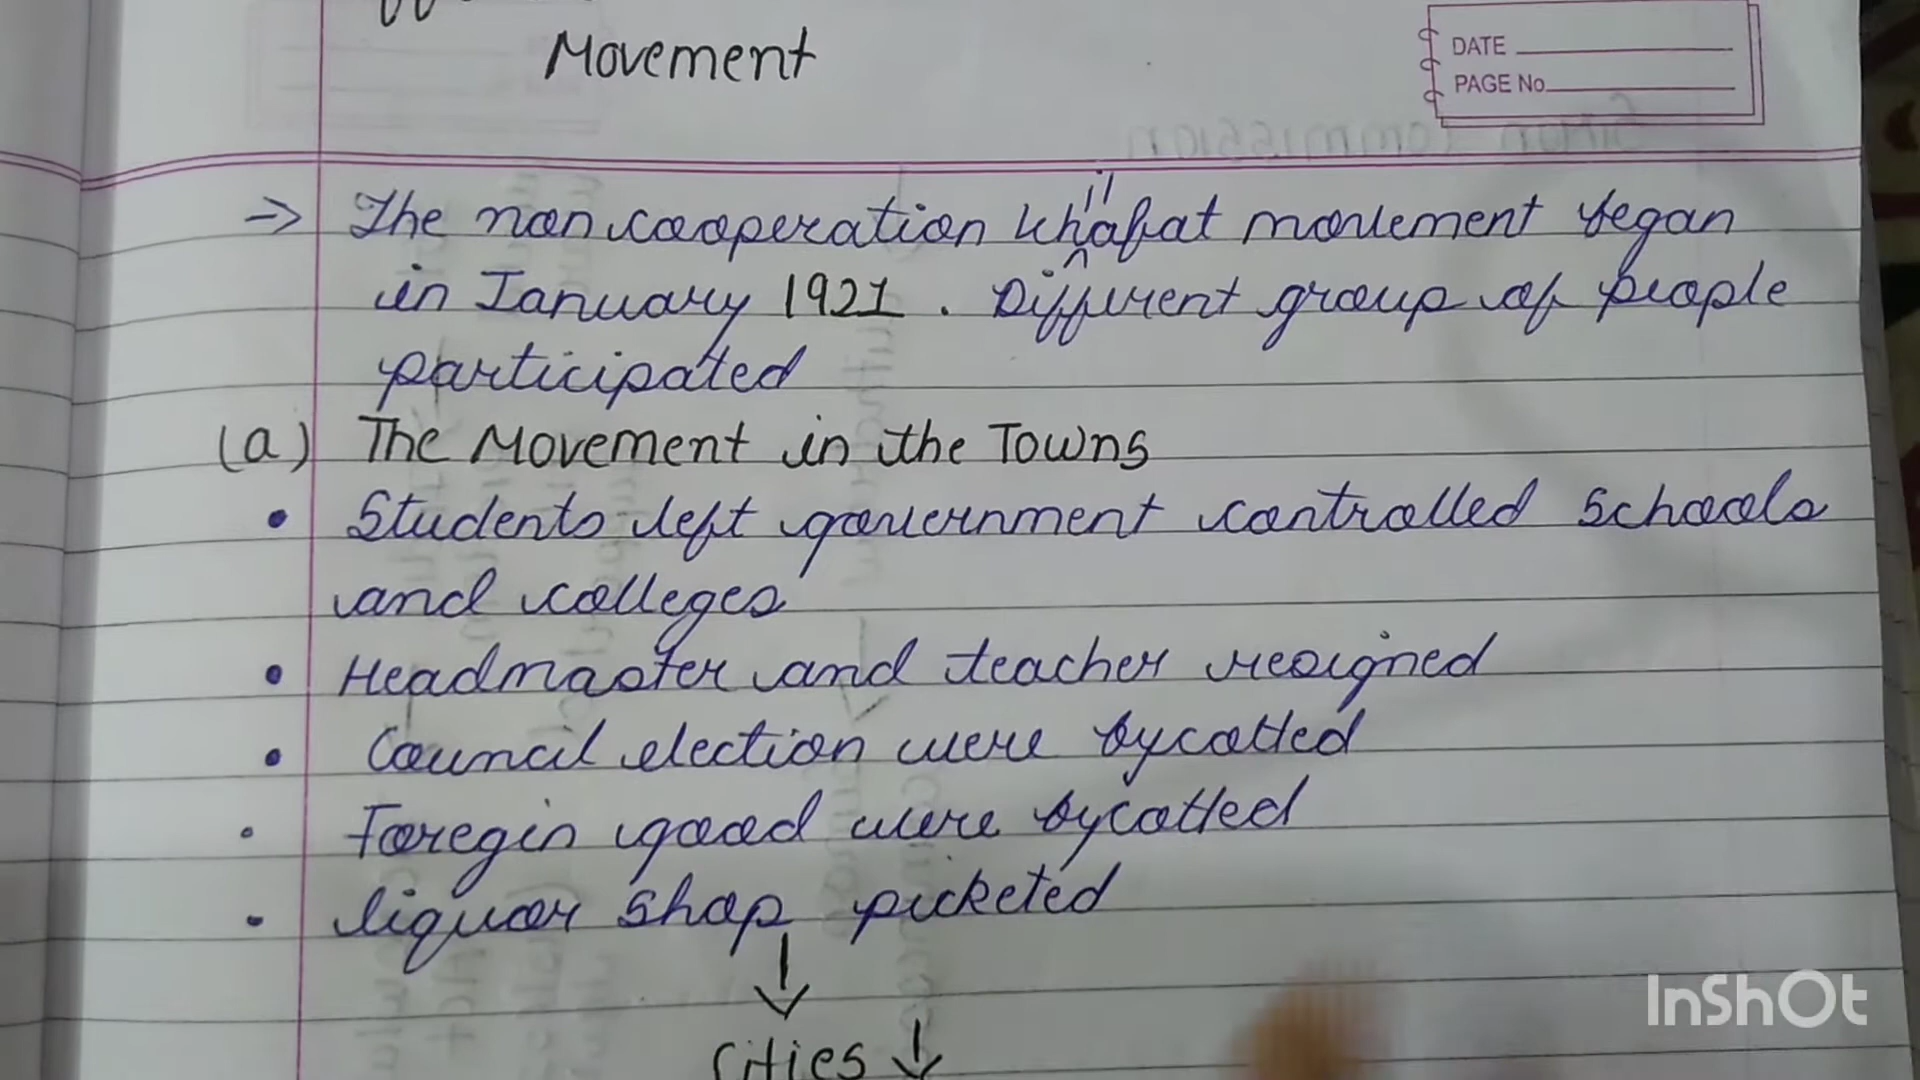 Movement
DATE
PAGE No.
→ The non cooperation khilafat movement began
in January 1921. Different group of people
participated
(a) The Movement in the Towns
• Students left government controlled schools
and colleges
• Headmaster and teacher resigned
• Council election were bycotted
• Foregin good were bycotted
• liquor shop picketed
↓
Cities ↓
InShOt